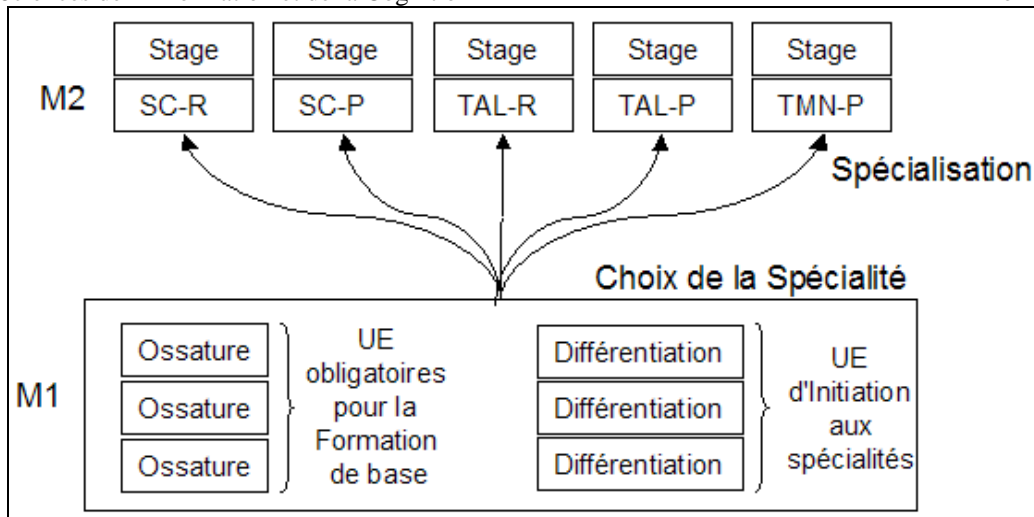 Stage Stage Stage Stage Stage
M2 SC-R SC-P TAL-R TAL-P TMN-P
Spécialisation
Choix de la Spécialité
M1
Ossature
Ossature
Ossature
UE
obligatoires
pour la
Formation
de base
Différentiation
Différentiation
Différentiation
UE
d'Initiation
aux
spécialités